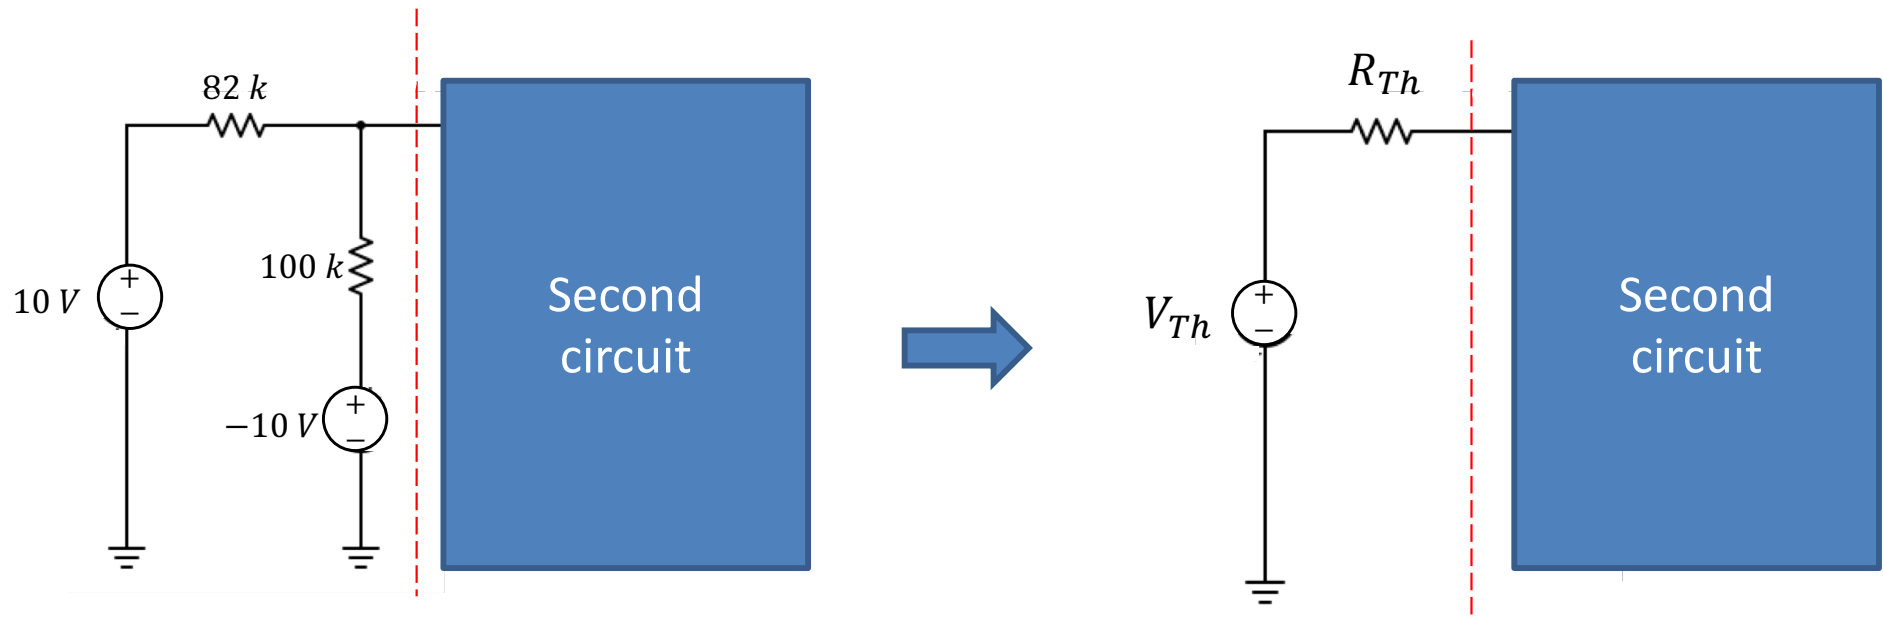 82 k
100 k
10 V
+
−
−10 V
+
−
Second
circuit
R_Th
V_Th
+
−
Second
circuit